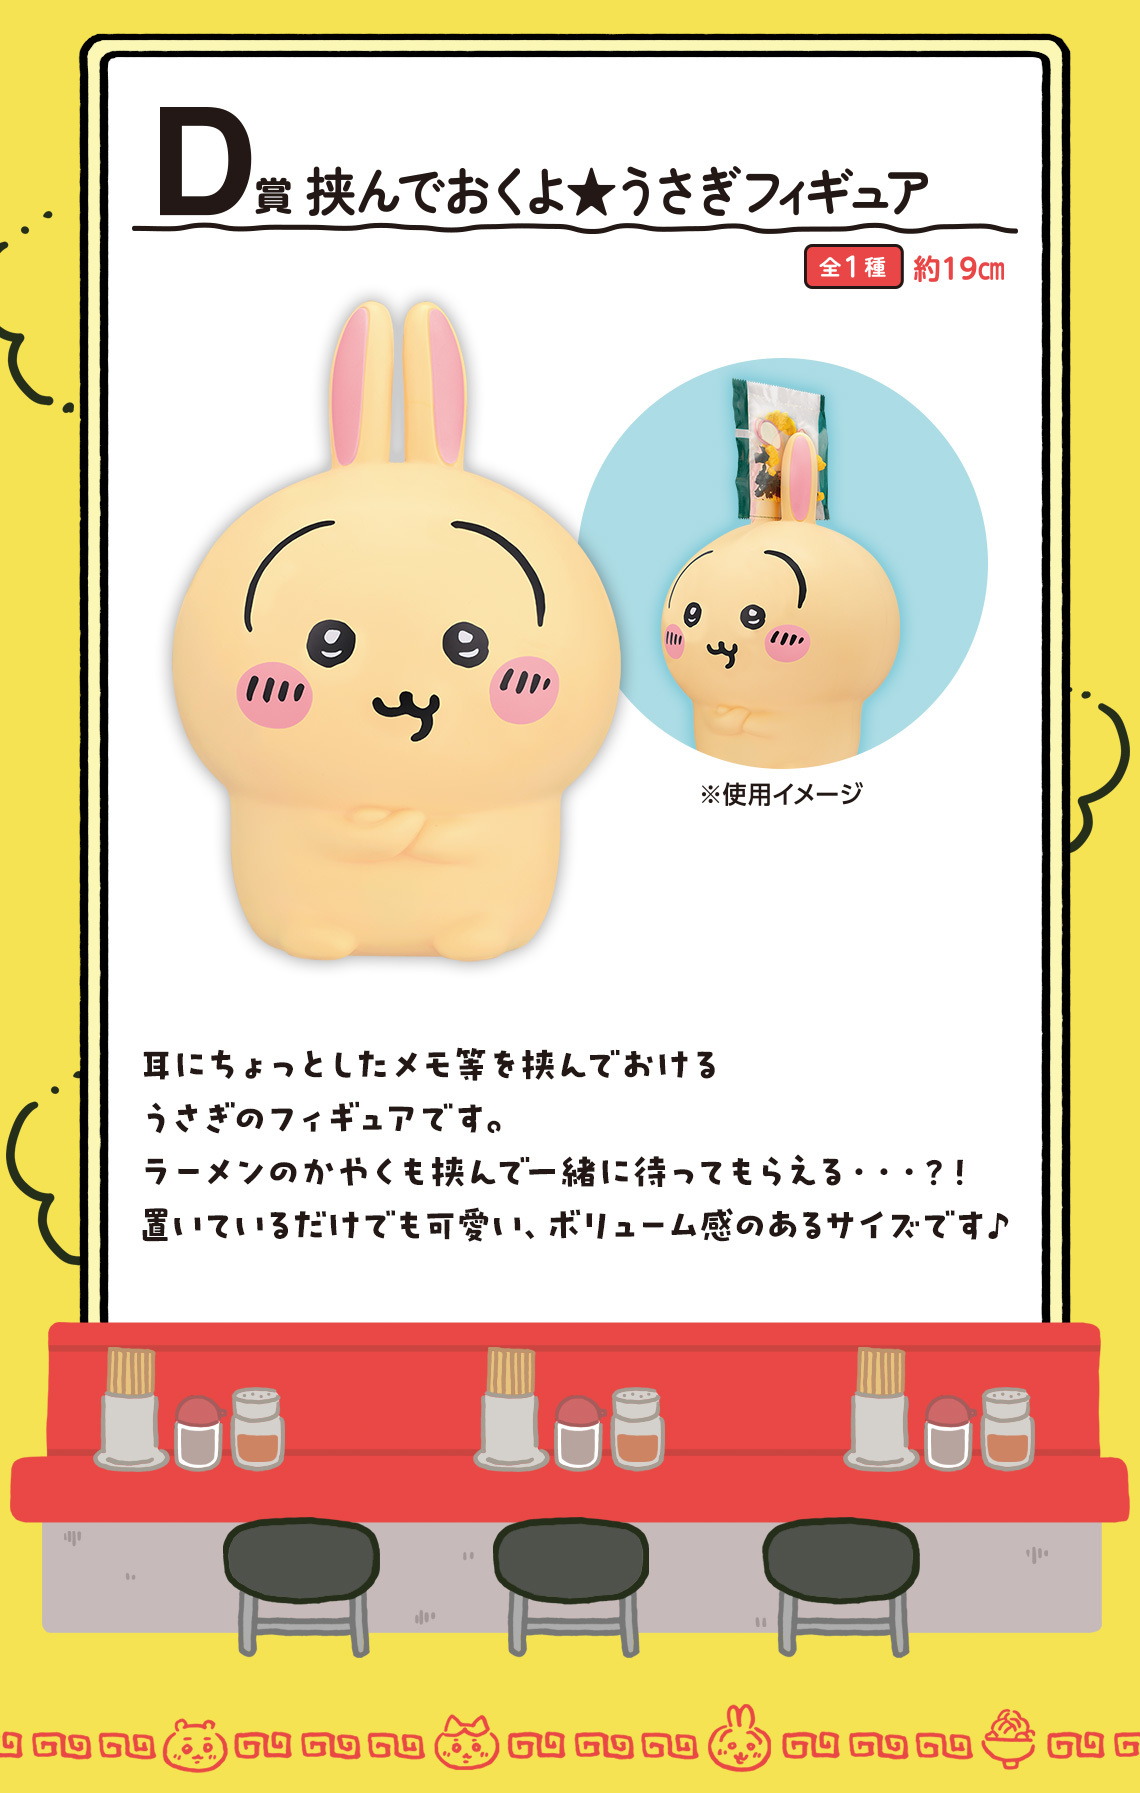 D賞 挟んでおくよ★うさぎフィギュア
全1種 約19㎝
※使用イメージ
耳にちょっとしたメモ等を挟んでおける
うさぎのフィギュアです。
ラーメンのかやくも挟んで一緒に待ってもらえる・・・?!
置いているだけでも可愛い、ボリューム感のあるサイズです♪